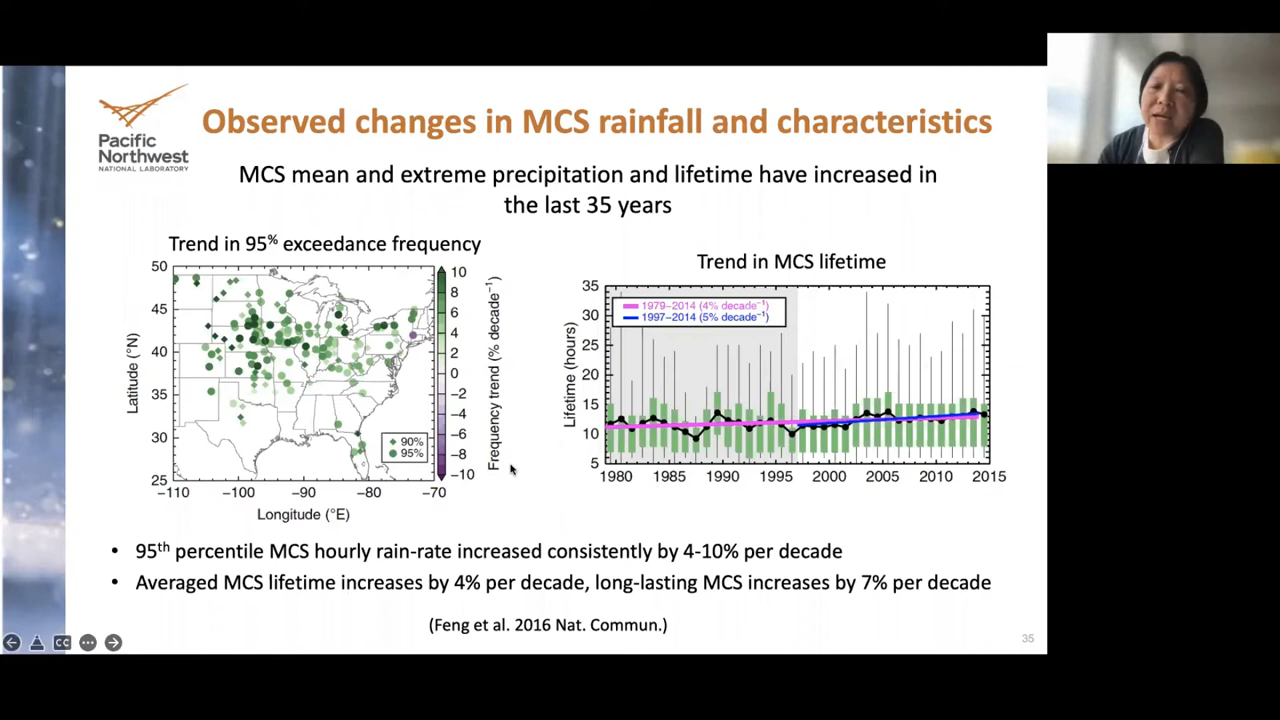 Pacific
Northwest
NATIONAL LABORATORY
Observed changes in MCS rainfall and characteristics
MCS mean and extreme precipitation and lifetime have increased in
the last 35 years
Trend in 95% exceedance frequency
50
45
40
35
30
25
−110
−100
−90
−80
−70
Latitude (°N)
Longitude (°E)
90%
95%
10
8
6
4
2
0
−2
−4
−6
−8
−10
Frequency trend (% decade⁻¹)
Trend in MCS lifetime
1979−2014 (4% decade⁻¹)
1997−2014 (5% decade⁻¹)
35
30
25
20
15
10
5
Lifetime (hours)
1980
1985
1990
1995
2000
2005
2010
2015
• 95th percentile MCS hourly rain-rate increased consistently by 4-10% per decade
• Averaged MCS lifetime increases by 4% per decade, long-lasting MCS increases by 7% per decade
(Feng et al. 2016 Nat. Commun.)
35
CC